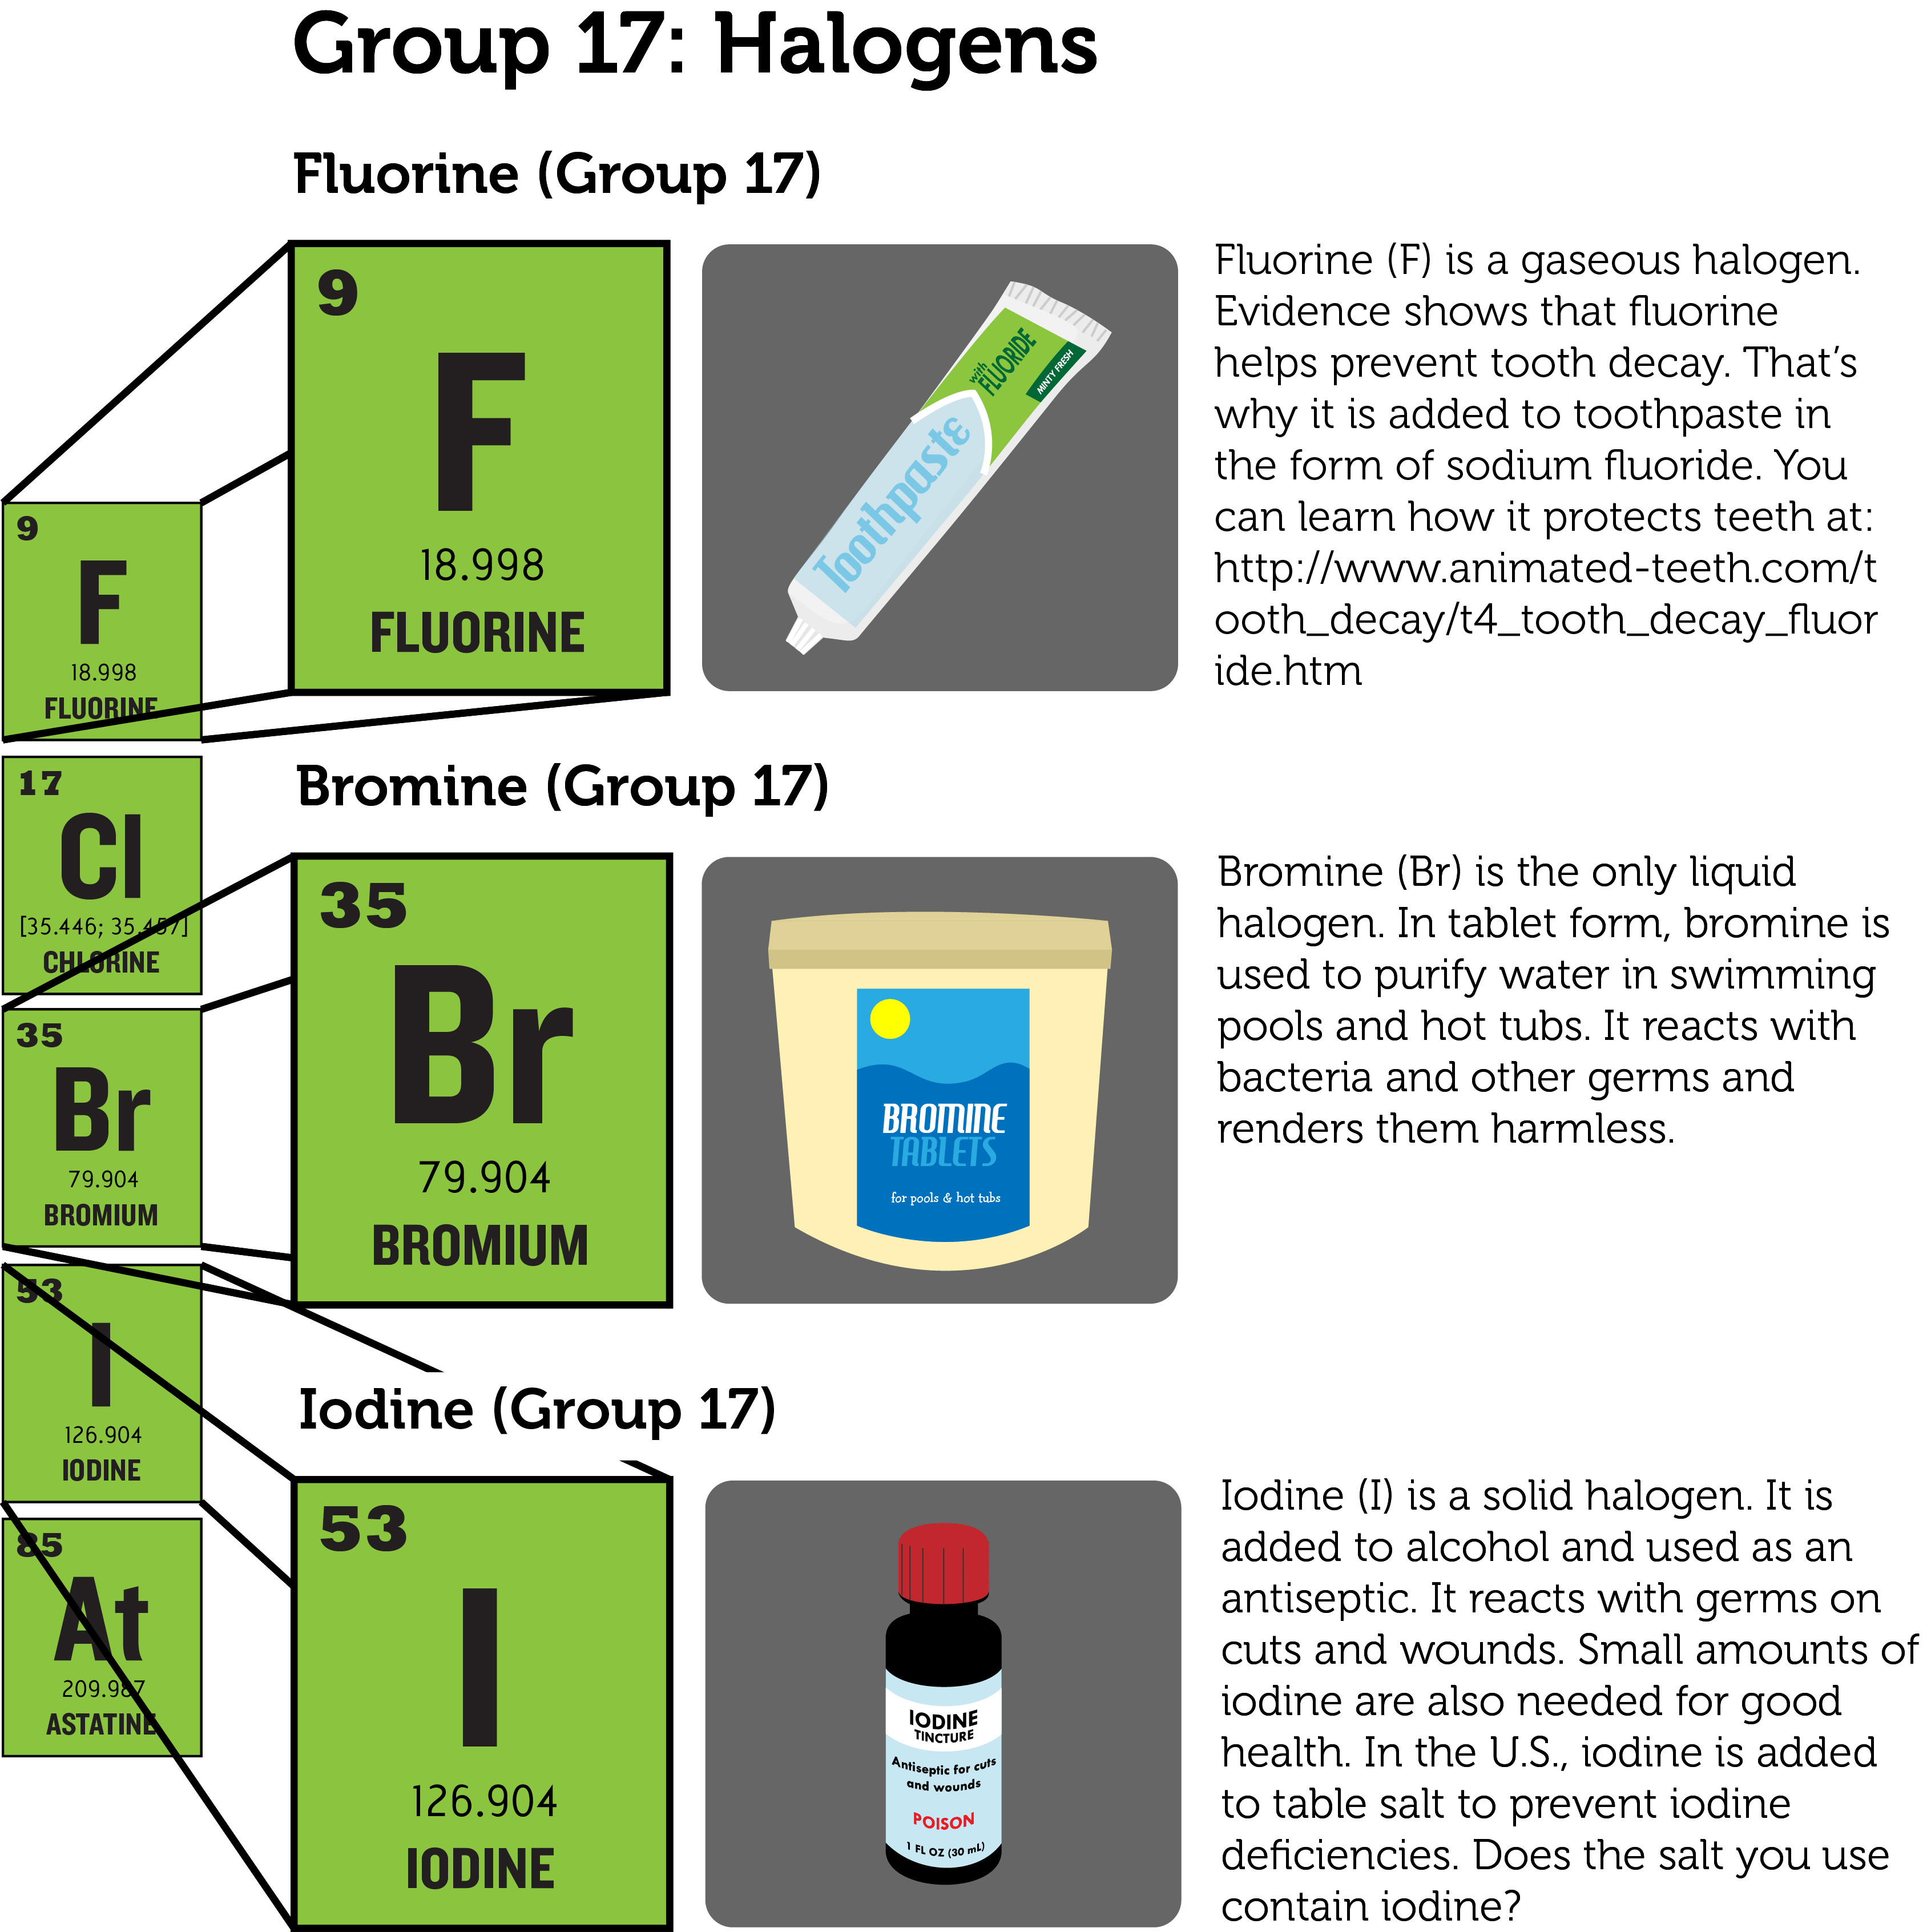 Group 17: Halogens
Fluorine (Group 17)
9
F
18.998
FLUORINE
with
FLUORIDE
MINTY FRESH
Toothpaste
Fluorine (F) is a gaseous halogen.
Evidence shows that fluorine
helps prevent tooth decay. That's
why it is added to toothpaste in
the form of sodium fluoride. You
can learn how it protects teeth at:
http://www.animated-teeth.com/t
ooth_decay/t4_tooth_decay_fluor
ide.htm
9
F
18.998
FLUORINE
17
Cl
[35.446; 35.457]
CHLORINE
35
Br
79.904
BROMIUM
53
I
126.904
IODINE
85
At
209.987
ASTATINE
Bromine (Group 17)
35
Br
79.904
BROMIUM
BROMINE
TABLETS
for pools & hot tubs
Bromine (Br) is the only liquid
halogen. In tablet form, bromine is
used to purify water in swimming
pools and hot tubs. It reacts with
bacteria and other germs and
renders them harmless.
Iodine (Group 17)
53
I
126.904
IODINE
IODINE
TINCTURE
Antiseptic for cuts
and wounds
POISON
1 FL OZ (30 mL)
Iodine (I) is a solid halogen. It is
added to alcohol and used as an
antiseptic. It reacts with germs on
cuts and wounds. Small amounts of
iodine are also needed for good
health. In the U.S., iodine is added
to table salt to prevent iodine
deficiencies. Does the salt you use
contain iodine?